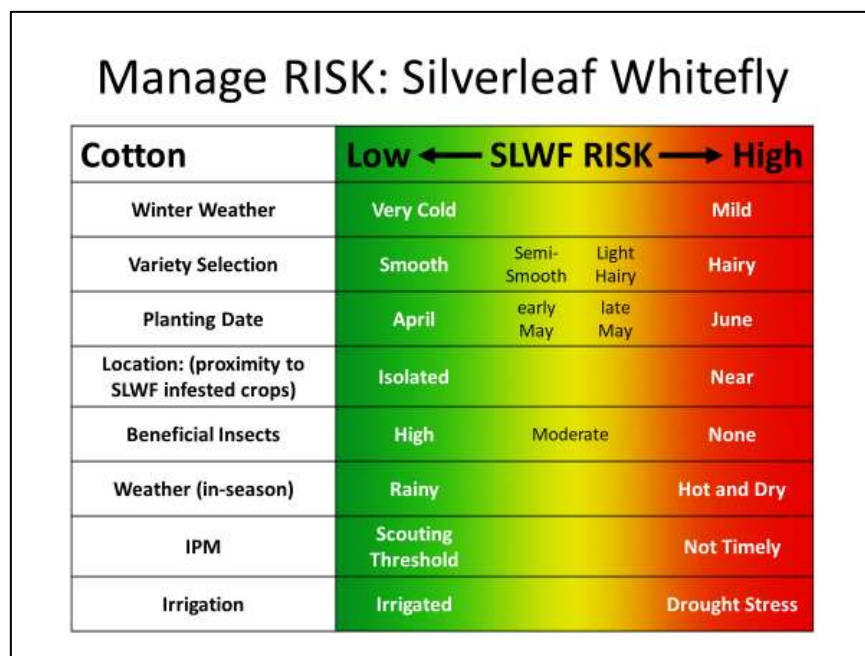 Manage RISK: Silverleaf Whitefly
Cotton
Low ← SLWF RISK → High
Winter Weather
Very Cold
Mild
Variety Selection
Smooth
Semi-
Smooth
Light
Hairy
Hairy
Planting Date
April
early
May
late
May
June
Location: (proximity to
SLWF infested crops)
Isolated
Near
Beneficial Insects
High
Moderate
None
Weather (in-season)
Rainy
Hot and Dry
IPM
Scouting
Threshold
Not Timely
Irrigation
Irrigated
Drought Stress